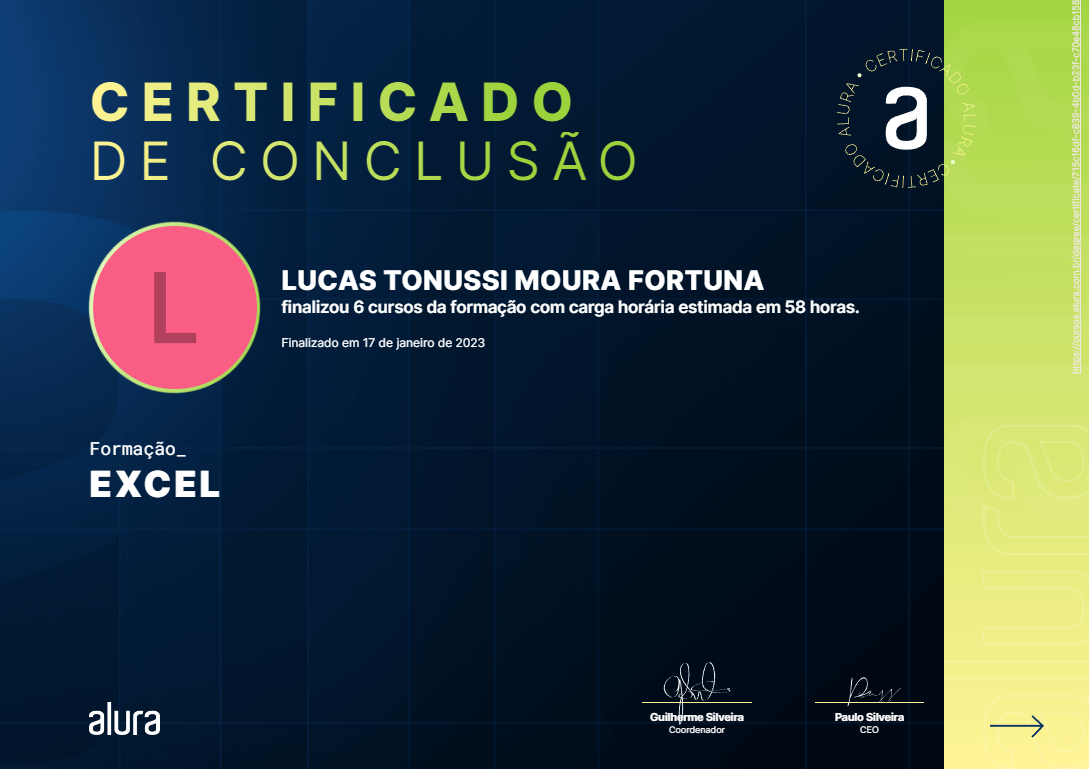 CERTIFICADO
DE CONCLUSÃO
CERTIFICADO ALURA • CERTIFICADO ALURA •
a
L
LUCAS TONUSSI MOURA FORTUNA
finalizou 6 cursos da formação com carga horária estimada em 58 horas.
Finalizado em 17 de janeiro de 2023
Formação_
EXCEL
alura
Guilherme Silveira
Coordenador
Paulo Silveira
CEO
alura